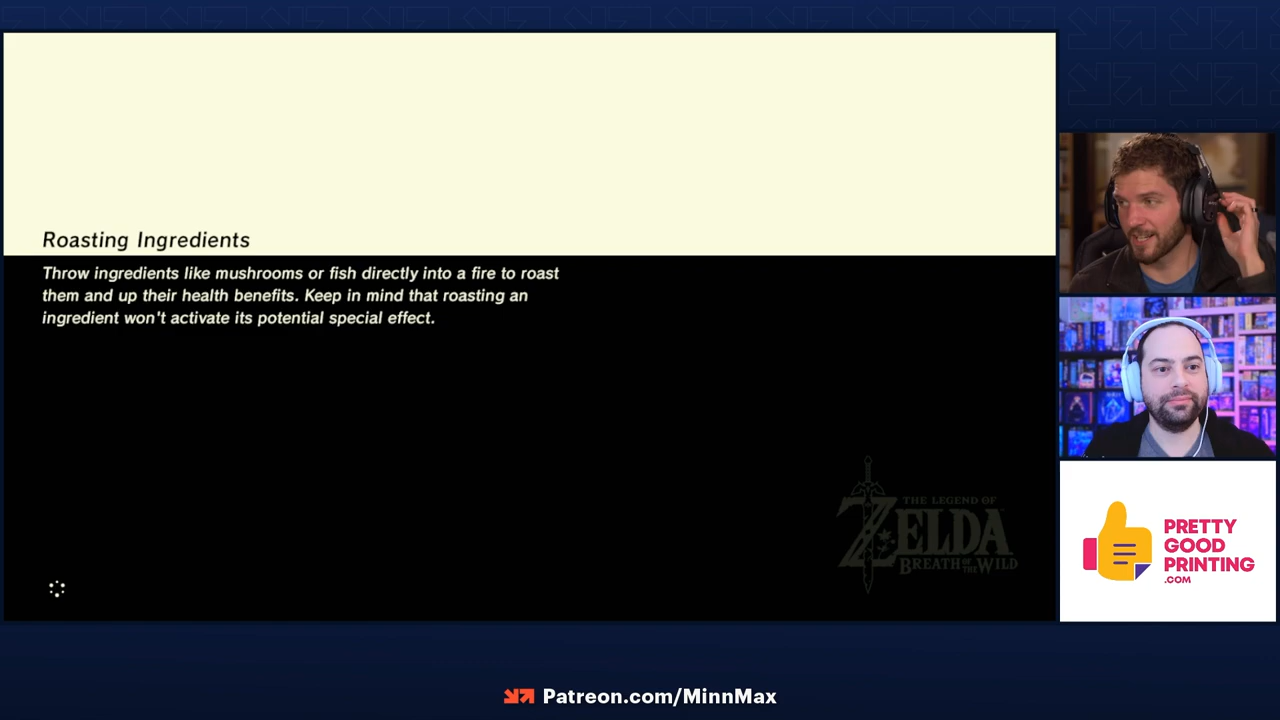 Roasting Ingredients
Throw ingredients like mushrooms or fish directly into a fire to roast
them and up their health benefits. Keep in mind that roasting an
ingredient won't activate its potential special effect.
THE LEGEND OF
ZELDA
BREATH OF THE WILD
PRETTY
GOOD
PRINTING
.COM
Patreon.com/MinnMax